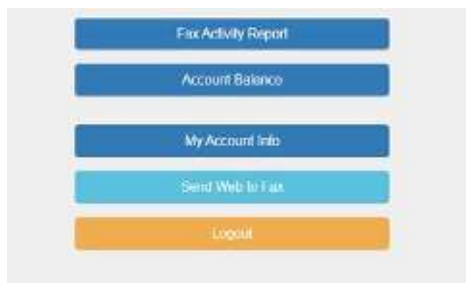 Fax Activity Report
Account Balance
My Account Info
Send Web to Fax
Logout